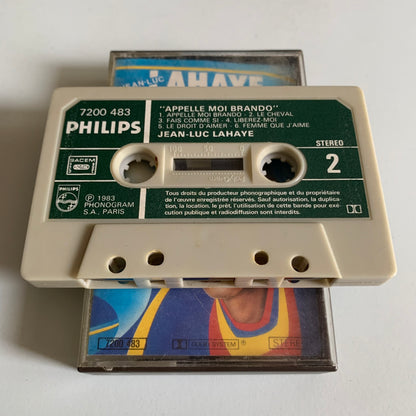 JEAN-LUC
LAHAYE
7200 483
"APPELLE MOI BRANDO"
1. APPELLE MOI BRANDO - 2. LE CHEVAL
3. FAIS COMME SI - 4. LIBEREZ-MOI
5. LE DROIT D'AIMER - 6. FEMME QUE J'AIME
PHILIPS
JEAN-LUC LAHAYE
STEREO
2
SACEM
100 50 0
PHILIPS
Ⓟ 1983
PHONOGRAM
S.A., PARIS
Tous droits du producteur phonographique et du propriétaire
de l'œuvre enregistrée réservés. Sauf autorisation, la duplica-
tion, la location, le prêt, l'utilisation de cette bande pour exé-
cution publique et radiodiffusion sont interdits.
7200 483
DOLBY SYSTEM
STEREO